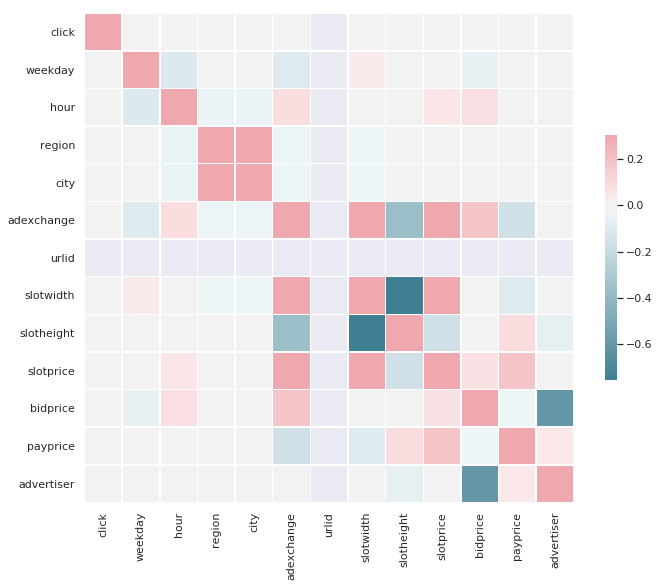 click
weekday
hour
region
city
adexchange
urlid
slotwidth
slotheight
slotprice
bidprice
payprice
advertiser
0.2
0.0
−0.2
−0.4
−0.6
click
weekday
hour
region
city
adexchange
urlid
slotwidth
slotheight
slotprice
bidprice
payprice
advertiser